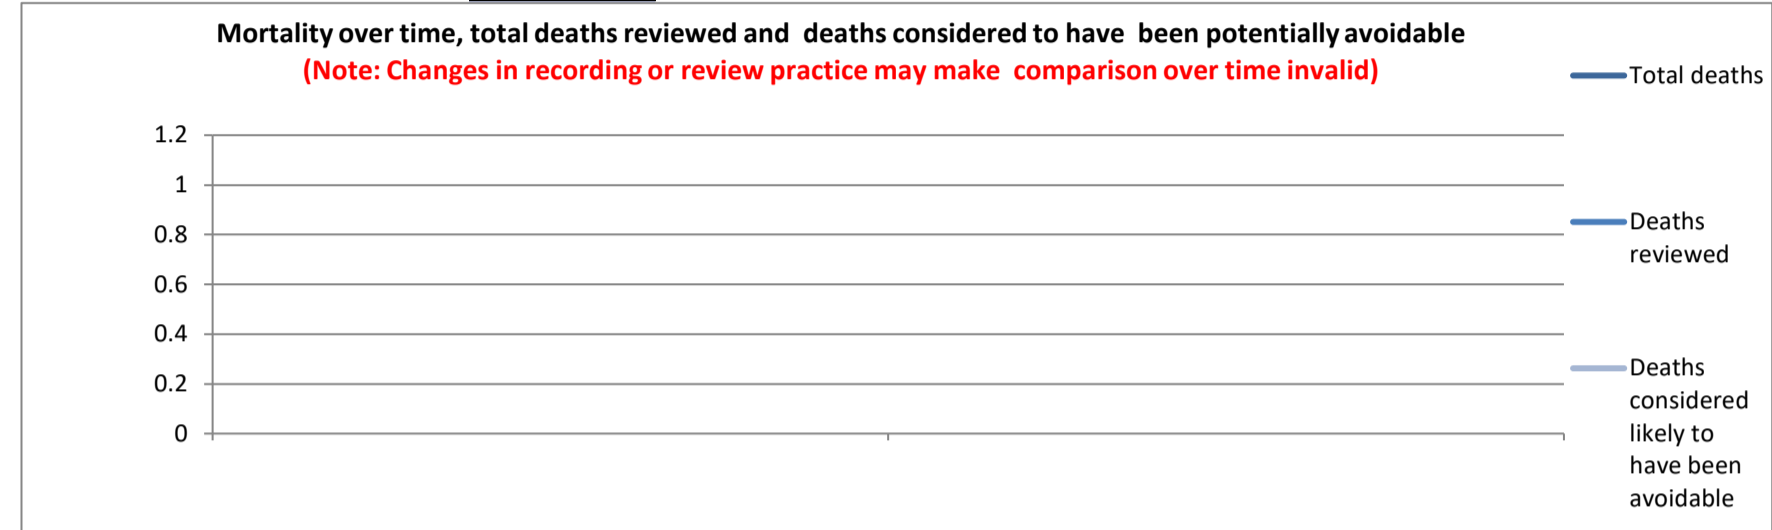 Mortality over time, total deaths reviewed and deaths considered to have been potentially avoidable
(Note: Changes in recording or review practice may make comparison over time invalid)
Total deaths
1.2
1
0.8
0.6
0.4
0.2
0
Deaths
reviewed
Deaths
considered
likely to
have been
avoidable